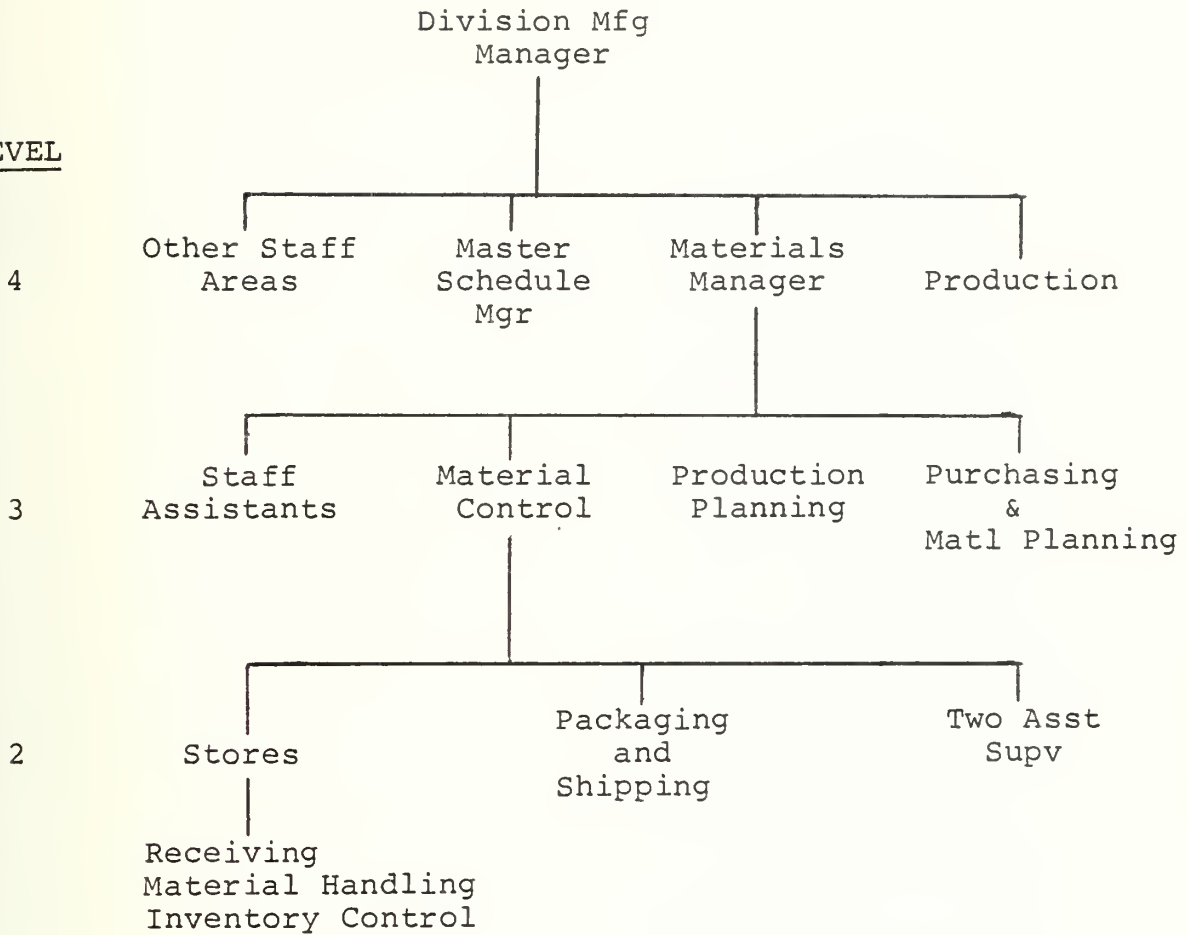 Division Mfg
Manager
EVEL
Other Staff
Areas
Master
Schedule
Mgr
Materials
Manager
Production
4
Staff
Assistants
Material
Control
Production
Planning
Purchasing
&
Matl Planning
3
Stores
Packaging
and
Shipping
Two Asst
Supv
2
Receiving
Material Handling
Inventory Control